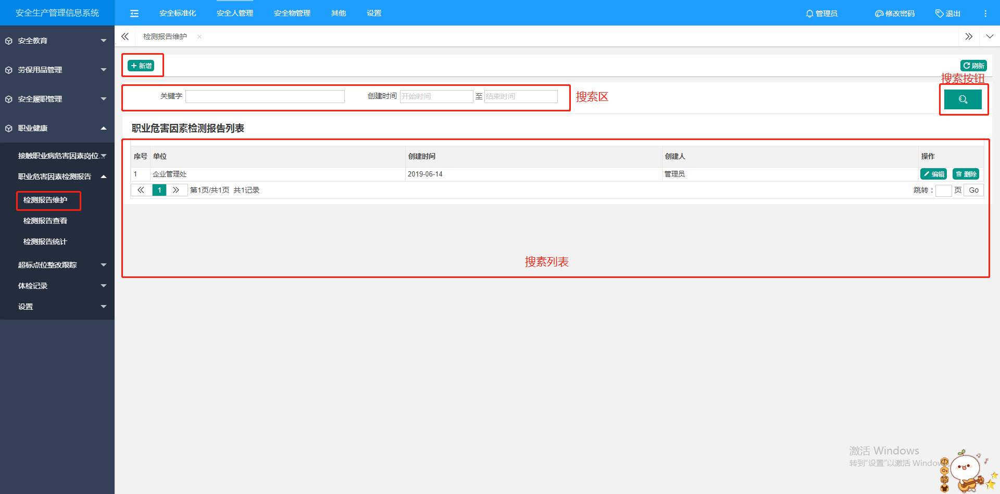 安全生产管理信息系统
安全标准化 安全人管理 安全物管理 其他 设置
管理员 修改密码 退出
安全教育
劳保用品管理
安全履职管理
职业健康
接触职业病危害因素岗位...
职业危害因素检测报告
检测报告维护
检测报告查看
检测报告统计
超标点位整改跟踪
体检记录
设置
检测报告维护
新增
刷新
搜索按钮
关键字 创建时间 开始时间 至 结束时间
搜索区
职业危害因素检测报告列表
序号 单位 创建时间 创建人 操作
1 企业管理处 2019-06-14 管理员 编辑 删除
1 第1页/共1页 共1记录 跳转： 页 Go
搜素列表
激活 Windows
转到"设置"以激活 Windows
中
简